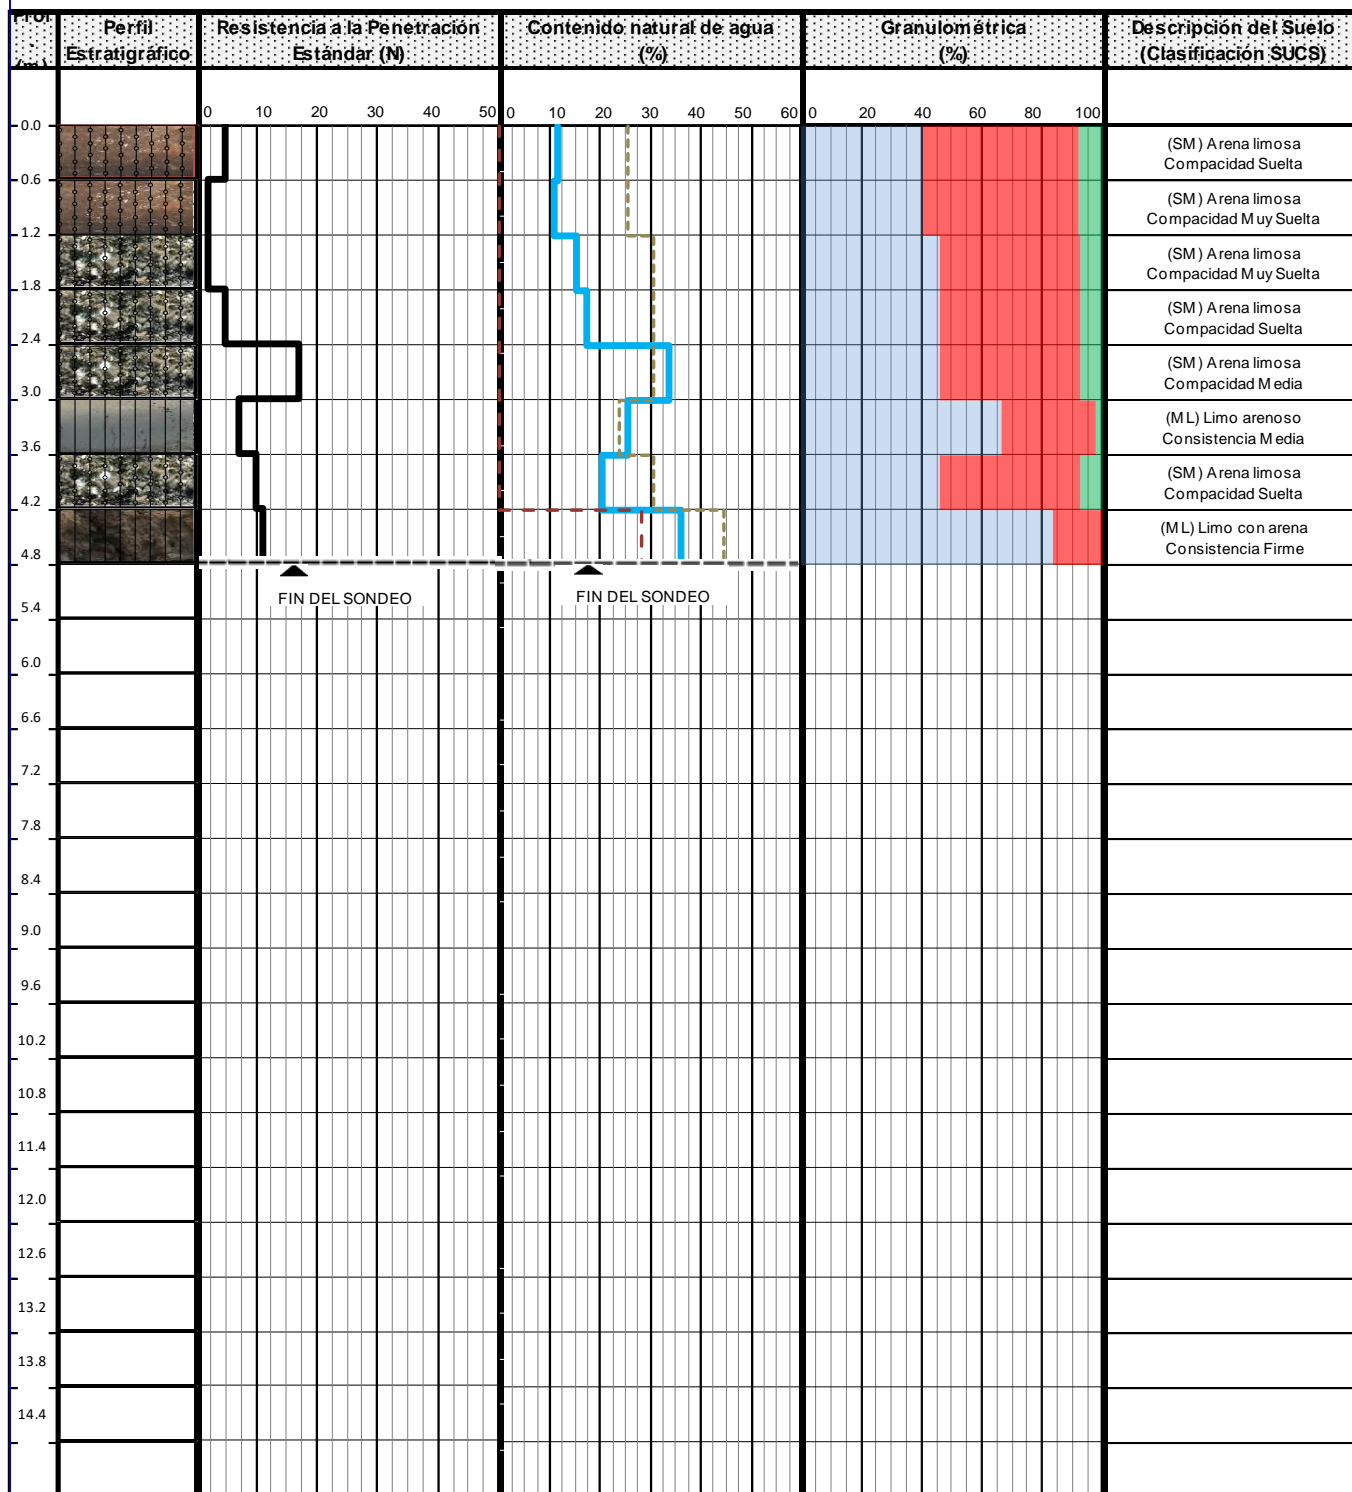 Perfil
Estratigráfico
Resistencia a la Penetración
Estándar (N)
Contenido natural de agua
(%)
Granulométrica
(%)
Descripción del Suelo
(Clasificación SUCS)
0 10 20 30 40 50
0 10 20 30 40 50 60
0 20 40 60 80 100
0.0
(SM) Arena limosa
Compacidad Suelta
0.6
(SM) Arena limosa
Compacidad Muy Suelta
1.2
(SM) Arena limosa
Compacidad Muy Suelta
1.8
(SM) Arena limosa
Compacidad Suelta
2.4
(SM) Arena limosa
Compacidad Media
3.0
(ML) Limo arenoso
Consistencia Media
3.6
(SM) Arena limosa
Compacidad Suelta
4.2
(ML) Limo con arena
Consistencia Firme
4.8
FIN DEL SONDEO
FIN DEL SONDEO
5.4
6.0
6.6
7.2
7.8
8.4
9.0
9.6
10.2
10.8
11.4
12.0
12.6
13.2
13.8
14.4